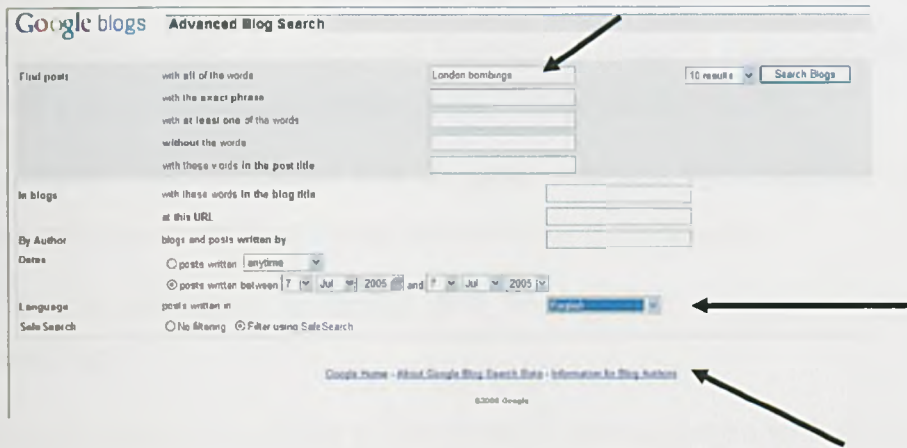 Google blogs Advanced Blog Search
Find posts with all of the words London bombings 10 results Search Blogs
with the exact phrase
with at least one of the words
without the words
with these words in the post title
In blogs with these words in the blog title
at this URL
By Author blogs and posts written by
Dates posts written anytime
posts written between 7 Jul 2005 and Jul 2005
Language posts written in English
Safe Search No filtering Filter using SafeSearch
Google Home - About Google Blog Search Beta - Information for Blog Authors
Google